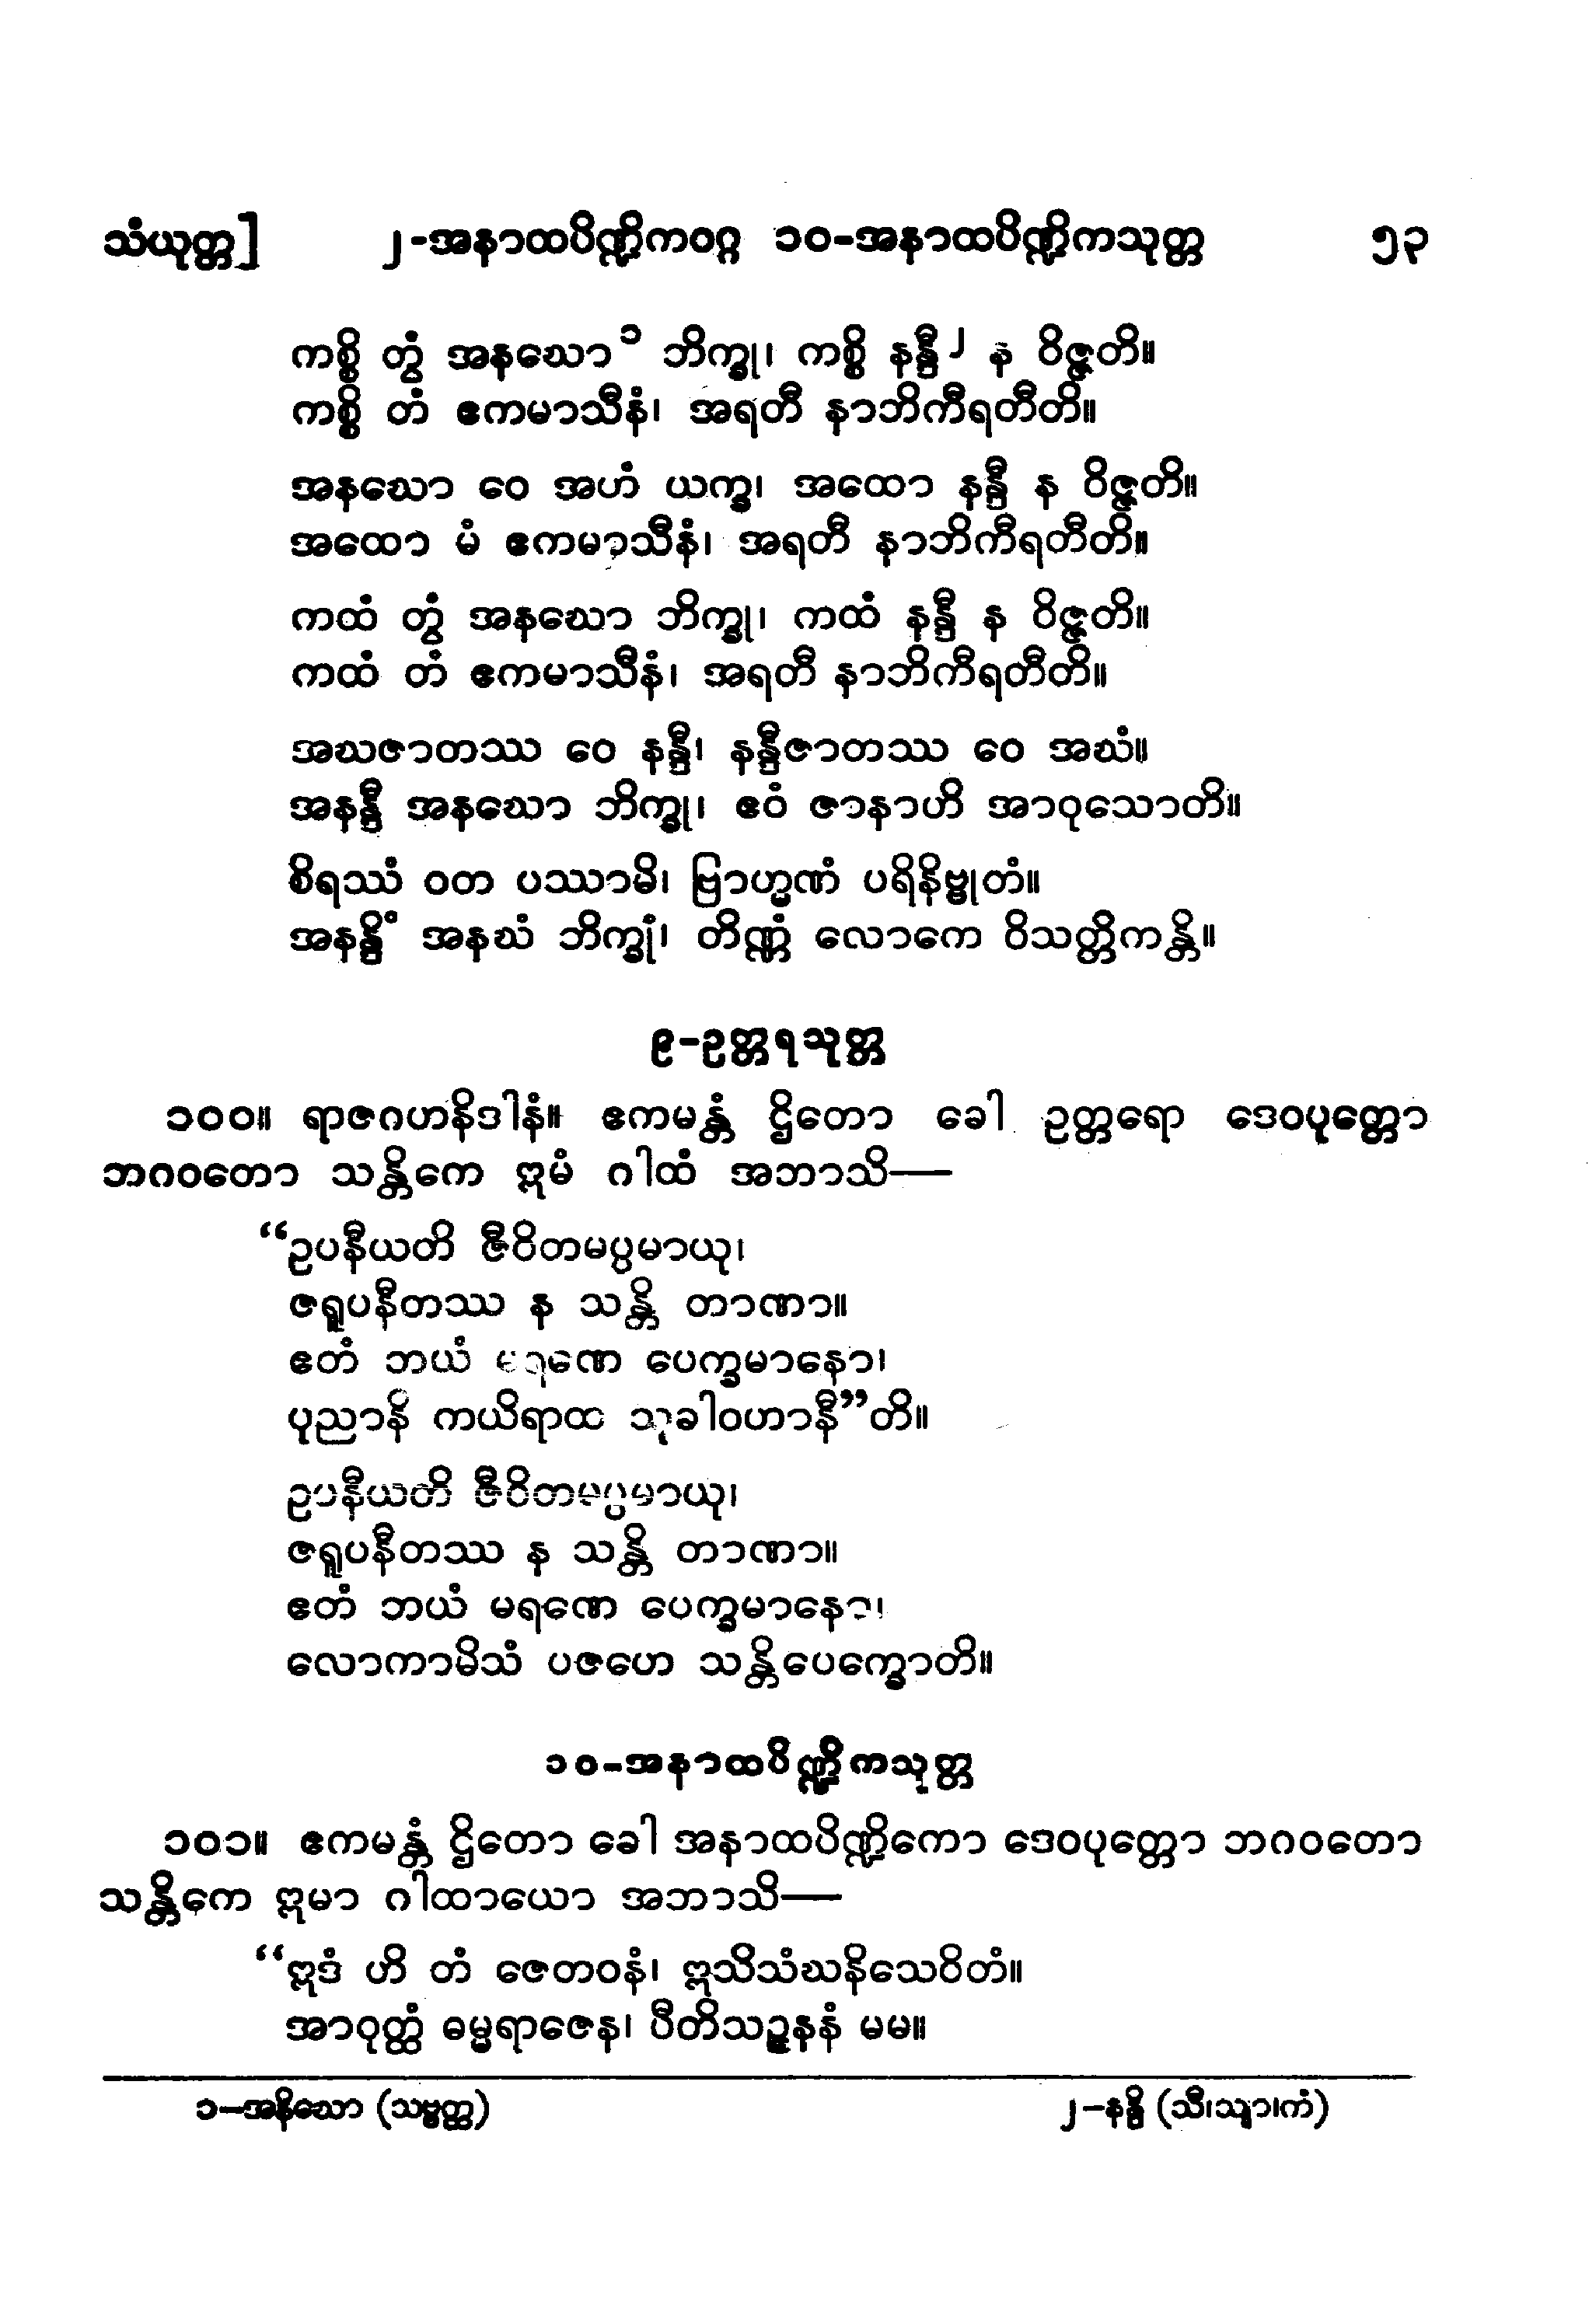 သံယုတ္တ] ၂-အနာထပိဏ္ဍိကဝဂ္ဂ ၁၀-အနာထပိဏ္ဍိကသုတ္တ ၅၃
ကစ္စိ တွံ အနဃော၁ ဘိက္ခု၊ ကစ္စိ နန္ဒီ၂ န ဝိဇ္ဇတိ။
ကစ္စိ တံ ဧကမာသီနံ၊ အရတီ နာဘိကီရတီတိ။
အနဃော ဝေ အဟံ ယက္ခ၊ အထော နန္ဒီ န ဝိဇ္ဇတိ။
အထော မံ ဧကမာသီနံ၊ အရတီ နာဘိကီရတီတိ။
ကထံ တွံ အနဃော ဘိက္ခု၊ ကထံ နန္ဒီ န ဝိဇ္ဇတိ။
ကထံ တံ ဧကမာသီနံ၊ အရတီ နာဘိကီရတီတိ။
အဃဇာတဿ ဝေ နန္ဒီ၊ နန္ဒီဇာတဿ ဝေ အဃံ။
အနန္ဒီ အနဃော ဘိက္ခု၊ ဧဝံ ဇာနာဟိ အာဝုသောတိ။
စိရဿံ ဝတ ပဿာမိ၊ ဗြာဟ္မဏံ ပရိနိဗ္ဗုတံ။
အနန္ဒိံ အနဃံ ဘိက္ခုံ၊ တိဏ္ဏံ လောကေ ဝိသတ္တိကန္တိ။
၉-ဥတ္တရသုတ္တ
၁၀၀။ ရာဇဂဟနိဒါနံ။ ဧကမန္တံ ဌိတော ခေါ ဥတ္တရော ဒေဝပုတ္တော
ဘဂဝတော သန္တိကေ ဣမံ ဂါထံ အဘာသိ—
“ဥပနီယတိ ဇီဝိတမပ္ပမာယု၊
ဇရူပနီတဿ န သန္တိ တာဏာ။
ဧတံ ဘယံ မရဏေ ပေက္ခမာနော၊
ပုညာနိ ကယိရာထ သုခါဝဟာနီ”တိ။
ဥပနီယတိ ဇီဝိတမပ္ပမာယု၊
ဇရူပနီတဿ န သန္တိ တာဏာ။
ဧတံ ဘယံ မရဏေ ပေက္ခမာနော၊
လောကာမိသံ ပဇဟေ သန္တိပေက္ခောတိ။
၁၀-အနာထပိဏ္ဍိကသုတ္တ
၁၀၁။ ဧကမန္တံ ဌိတော ခေါ အနာထပိဏ္ဍိကော ဒေဝပုတ္တော ဘဂဝတော
သန္တိကေ ဣမာ ဂါထာယော အဘာသိ—
“ဣဒံ ဟိ တံ ဇေတဝနံ၊ ဣသိသံဃနိသေဝိတံ။
အာဝုတ္ထံ ဓမ္မရာဇေန၊ ပီတိသဉ္ဇနနံ မမ။
၁—အနိဃော (သဗ္ဗတ္ထ) ၂—နန္ဒိ (သီ၊သျာ၊ကံ)